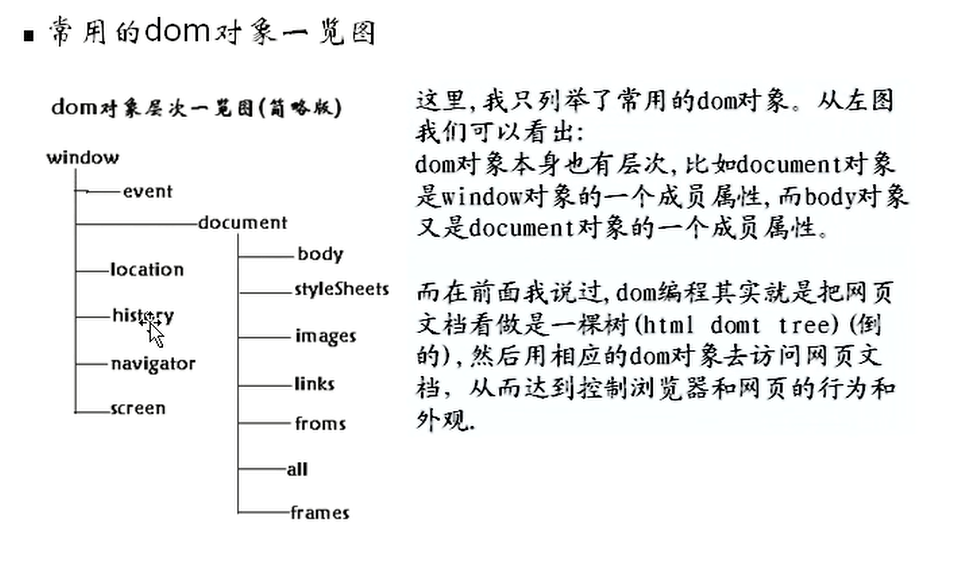 ▪ 常用的dom对象一览图
dom对象层次一览图(简略版)
window
event
document
location
history
navigator
screen
body
styleSheets
images
links
froms
all
frames
这里,我只列举了常用的dom对象。从左图
我们可以看出:
dom对象本身也有层次,比如document对象
是window对象的一个成员属性,而body对象
又是document对象的一个成员属性。
而在前面我说过,dom编程其实就是把网页
文档看做是一棵树(html domt tree)(倒
的),然后用相应的dom对象去访问网页文
档，从而达到控制浏览器和网页的行为和
外观.